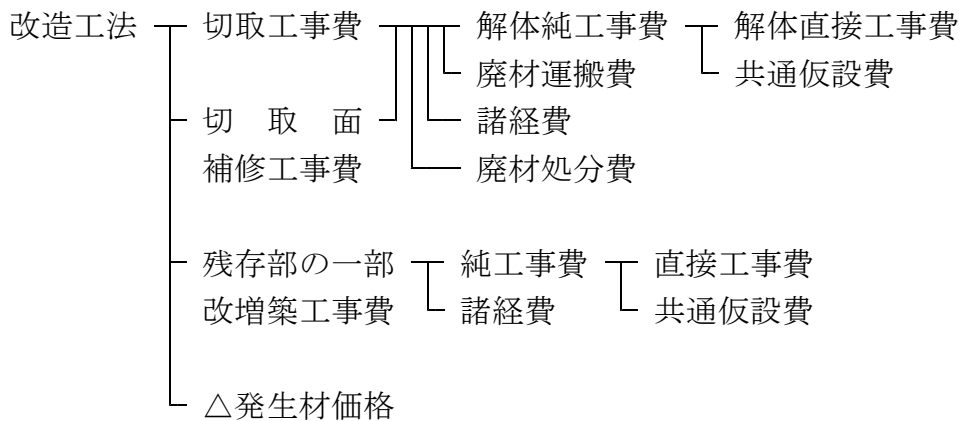 改造工法 切取工事費 解体純工事費 解体直接工事費
廃材運搬費 共通仮設費
切取面 諸経費
補修工事費 廃材処分費
残存部の一部 純工事費 直接工事費
改増築工事費 諸経費 共通仮設費
△発生材価格